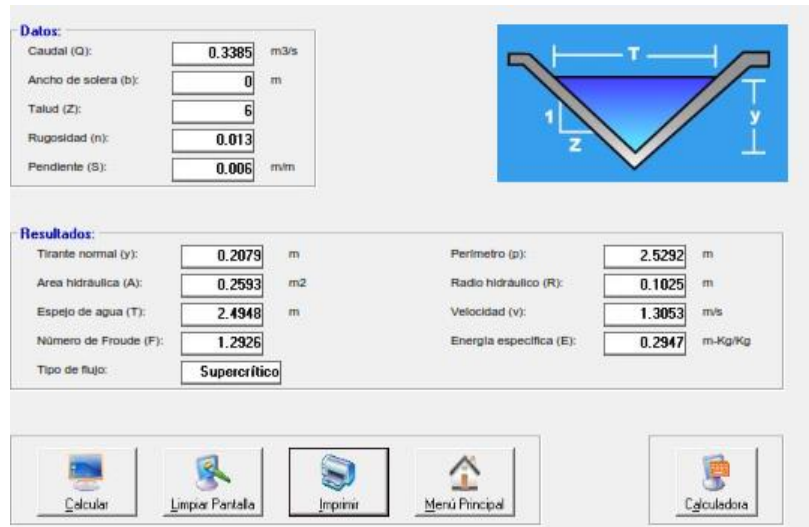 Datos:
Caudal (Q): 0.3385 m3/s
Ancho de solera (b): 0 m
Talud (Z): 6
Rugosidad (n): 0.013
Pendiente (S): 0.006 m/m
T
1
Z
y
Resultados:
Tirante normal (y): 0.2079 m Perímetro (p): 2.5292 m
Area hidráulica (A): 0.2593 m2 Radio hidráulico (R): 0.1025 m
Espejo de agua (T): 2.4948 m Velocidad (v): 1.3053 m/s
Número de Froude (F): 1.2926 Energía específica (E): 0.2947 m-Kg/Kg
Tipo de flujo: Supercrítico
Calcular Limpiar Pantalla Imprimir Menú Principal Calculadora